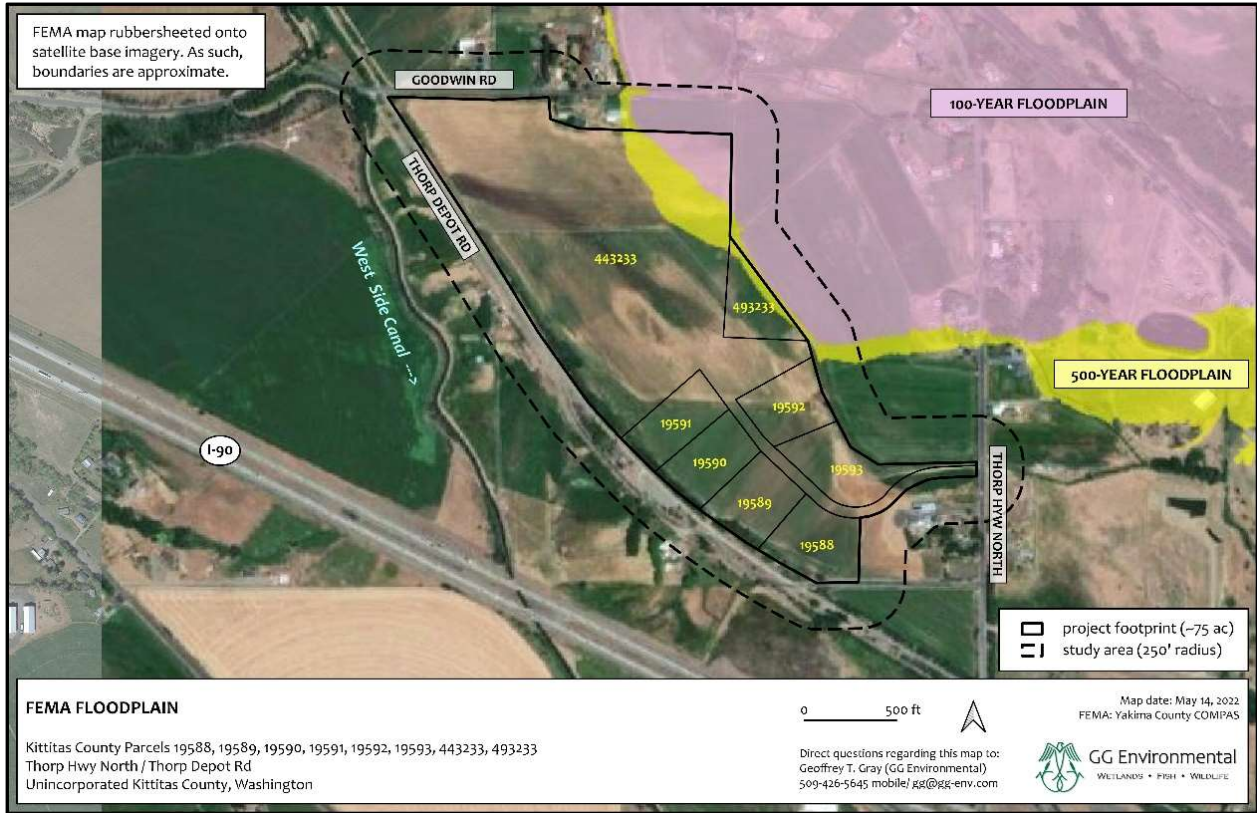 FEMA map rubbersheeted onto
satellite base imagery. As such,
boundaries are approximate.
GOODWIN RD
100-YEAR FLOODPLAIN
THORP DEPOT RD
West Side Canal --->
443233
493233
500-YEAR FLOODPLAIN
19592
19591
I-90
19590
19593
19589
19588
THORP HYW NORTH
project footprint (~75 ac)
study area (250' radius)
FEMA FLOODPLAIN
Kittitas County Parcels 19588, 19589, 19590, 19591, 19592, 19593, 443233, 493233
Thorp Hwy North / Thorp Depot Rd
Unincorporated Kittitas County, Washington
0 500 ft
Direct questions regarding this map to:
Geoffrey T. Gray (GG Environmental)
509-426-5645 mobile/ gg@gg-env.com
Map date: May 14, 2022
FEMA: Yakima County COMPAS
GG Environmental
WETLANDS • FISH • WILDLIFE